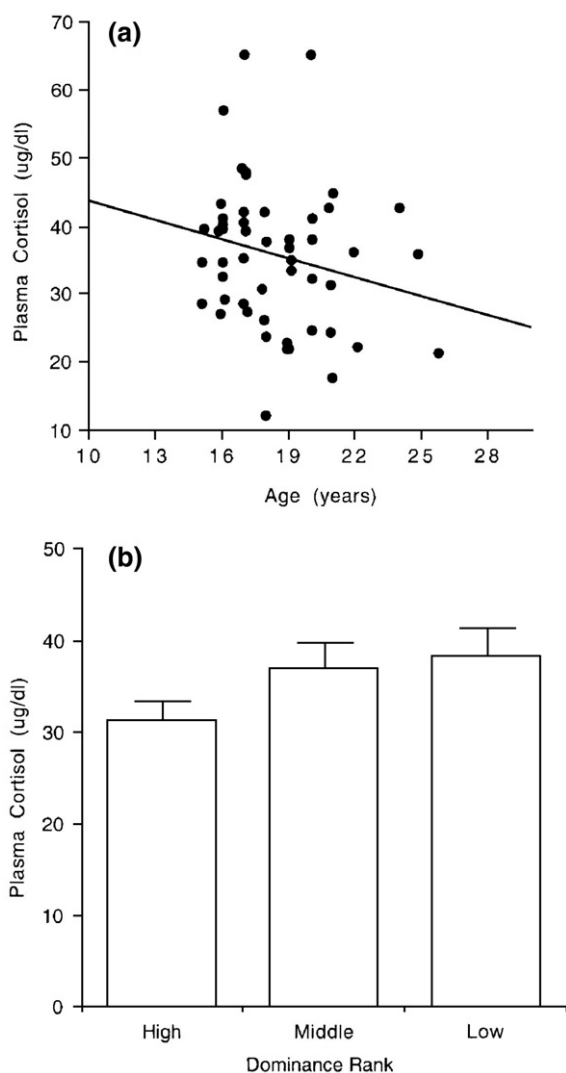 (a)
70
60
50
40
30
20
10
Plasma Cortisol (ug/dl)
10 13 16 19 22 25 28
Age (years)
(b)
50
40
30
20
10
0
Plasma Cortisol (ug/dl)
High Middle Low
Dominance Rank